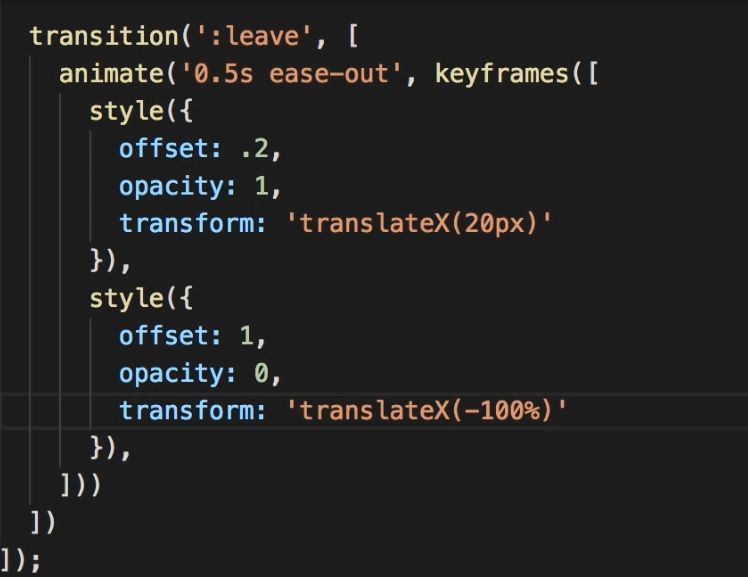 transition(':leave', [
animate('0.5s ease-out', keyframes([
style({
offset: .2,
opacity: 1,
transform: 'translateX(20px)'
}),
style({
offset: 1,
opacity: 0,
transform: 'translateX(-100%)'
}),
]))
])
]);